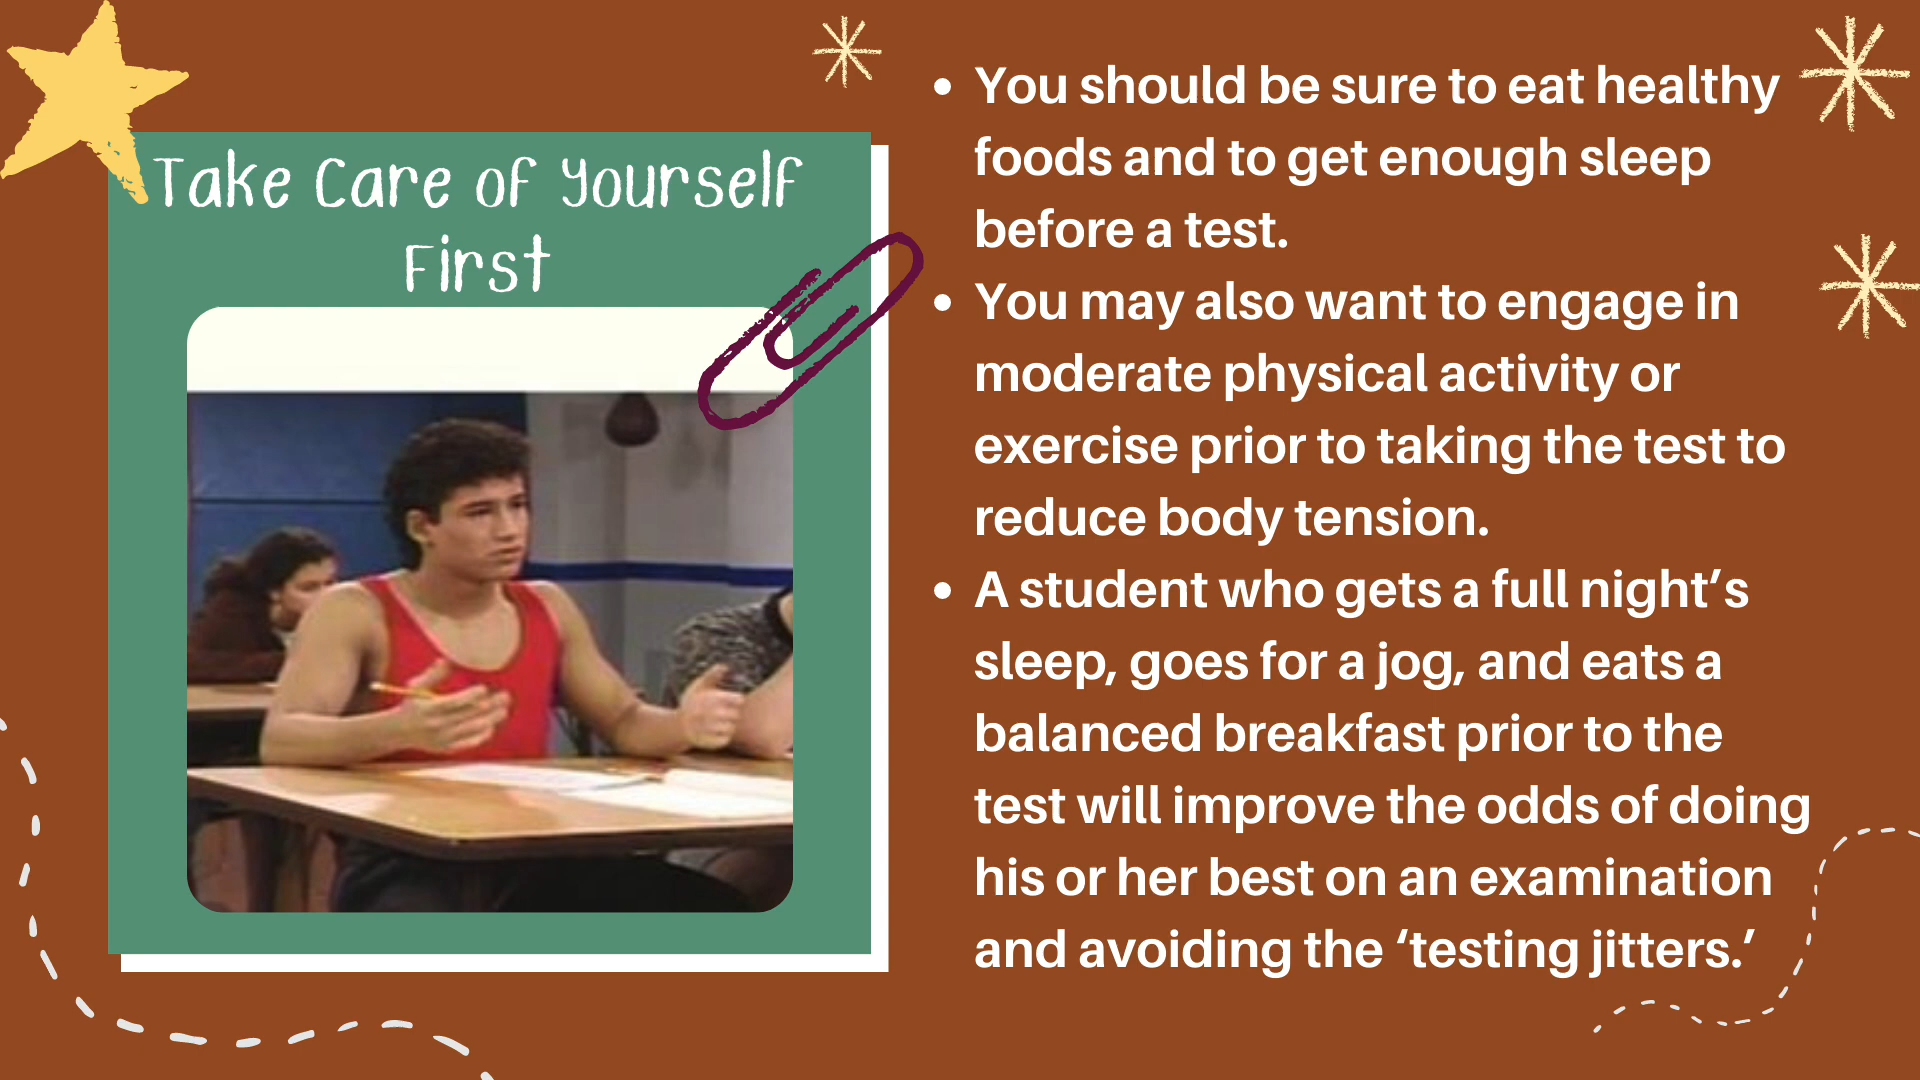 Take Care of Yourself
First
• You should be sure to eat healthy
foods and to get enough sleep
before a test.
• You may also want to engage in
moderate physical activity or
exercise prior to taking the test to
reduce body tension.
• A student who gets a full night’s
sleep, goes for a jog, and eats a
balanced breakfast prior to the
test will improve the odds of doing
his or her best on an examination
and avoiding the ‘testing jitters.’